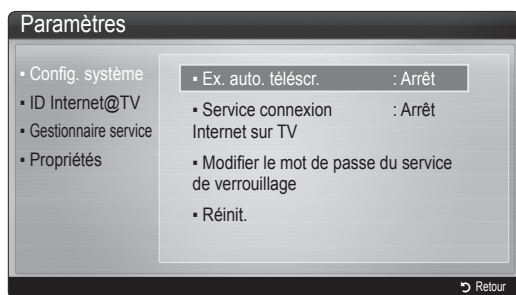 Paramètres
▪ Config. système
▪ ID Internet@TV
▪ Gestionnaire service
▪ Propriétés
▪ Ex. auto. téléscr. : Arrêt
▪ Service connexion : Arrêt
Internet sur TV
▪ Modifier le mot de passe du service
de verrouillage
▪ Réinit.
Retour